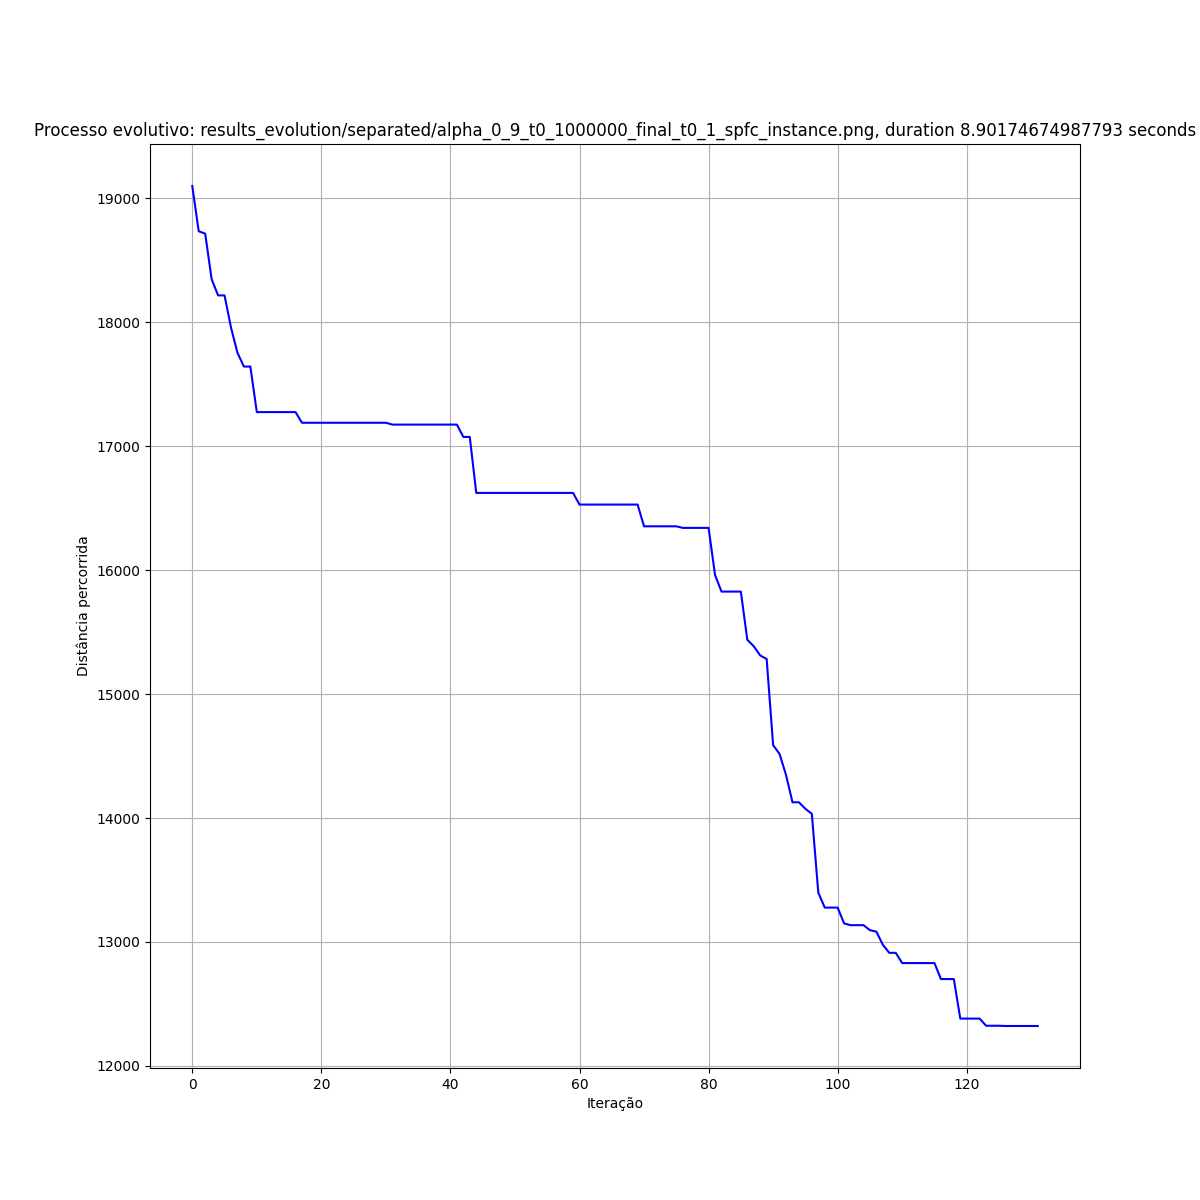 Processo evolutivo: results_evolution/separated/alpha_0_9_t0_1000000_final_t0_1_spfc_instance.png, duration 8.90174674987793 seconds
19000
18000
17000
16000
15000
14000
13000
12000
Distância percorrida
0 20 40 60 80 100 120
Iteração